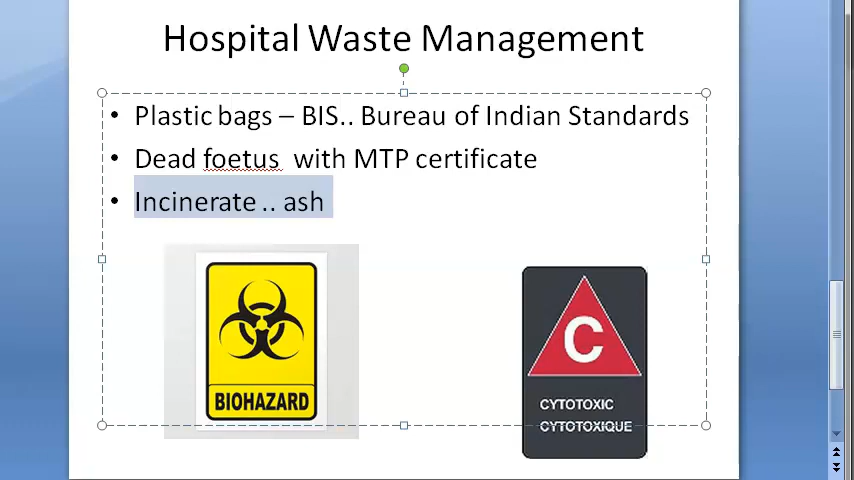 Hospital Waste Management
• Plastic bags – BIS.. Bureau of Indian Standards
• Dead foetus with MTP certificate
• Incinerate .. ash
BIOHAZARD
C
CYTOTOXIC
CYTOTOXIQUE